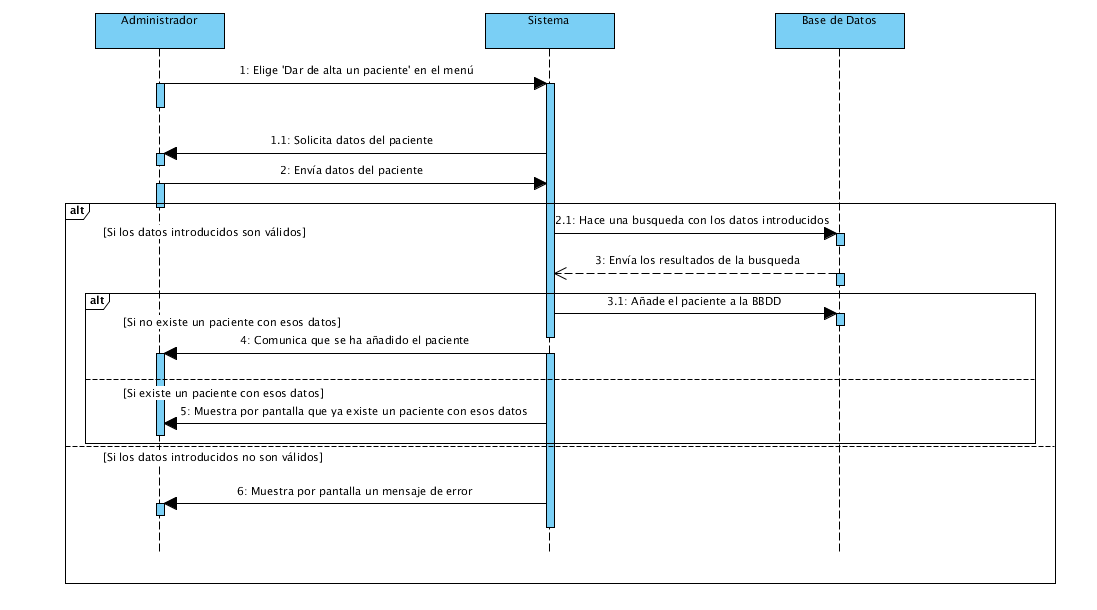 Administrador
Sistema
Base de Datos
1: Elige 'Dar de alta un paciente' en el menú
1.1: Solicita datos del paciente
2: Envía datos del paciente
alt
2.1: Hace una busqueda con los datos introducidos
[Si los datos introducidos son válidos]
3: Envía los resultados de la busqueda
alt
3.1: Añade el paciente a la BBDD
[Si no existe un paciente con esos datos]
4: Comunica que se ha añadido el paciente
[Si existe un paciente con esos datos]
5: Muestra por pantalla que ya existe un paciente con esos datos
[Si los datos introducidos no son válidos]
6: Muestra por pantalla un mensaje de error